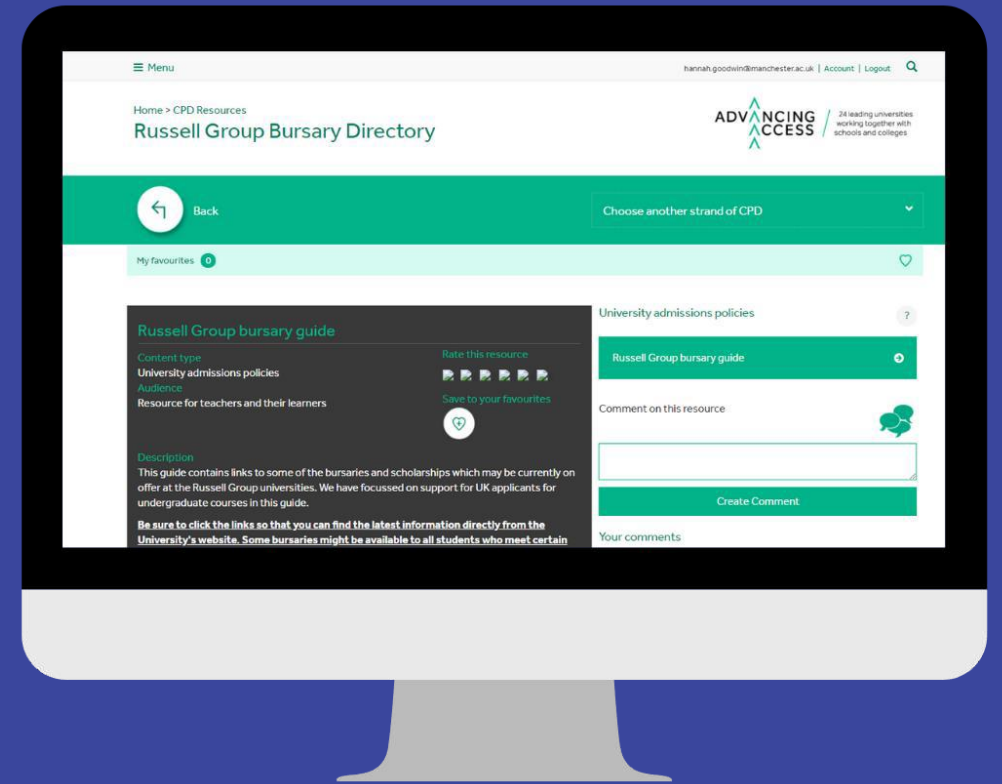 Menu
hannah.goodwin@manchester.ac.uk | Account | Logout
Home > CPD Resources
Russell Group Bursary Directory
ADVANCING
ACCESS
24 leading universities
working together with
schools and colleges
Back
Choose another strand of CPD
My favourites 0
Russell Group bursary guide
Content type
University admissions policies
Audience
Resource for teachers and their learners
Rate this resource
Save to your favourites
Description
This guide contains links to some of the bursaries and scholarships which may be currently on
offer at the Russell Group universities. We have focussed on support for UK applicants for
undergraduate courses in this guide.
Be sure to click the links so that you can find the latest information directly from the
University's website. Some bursaries might be available to all students who meet certain
University admissions policies
?
Russell Group bursary guide
Comment on this resource
Create Comment
Your comments